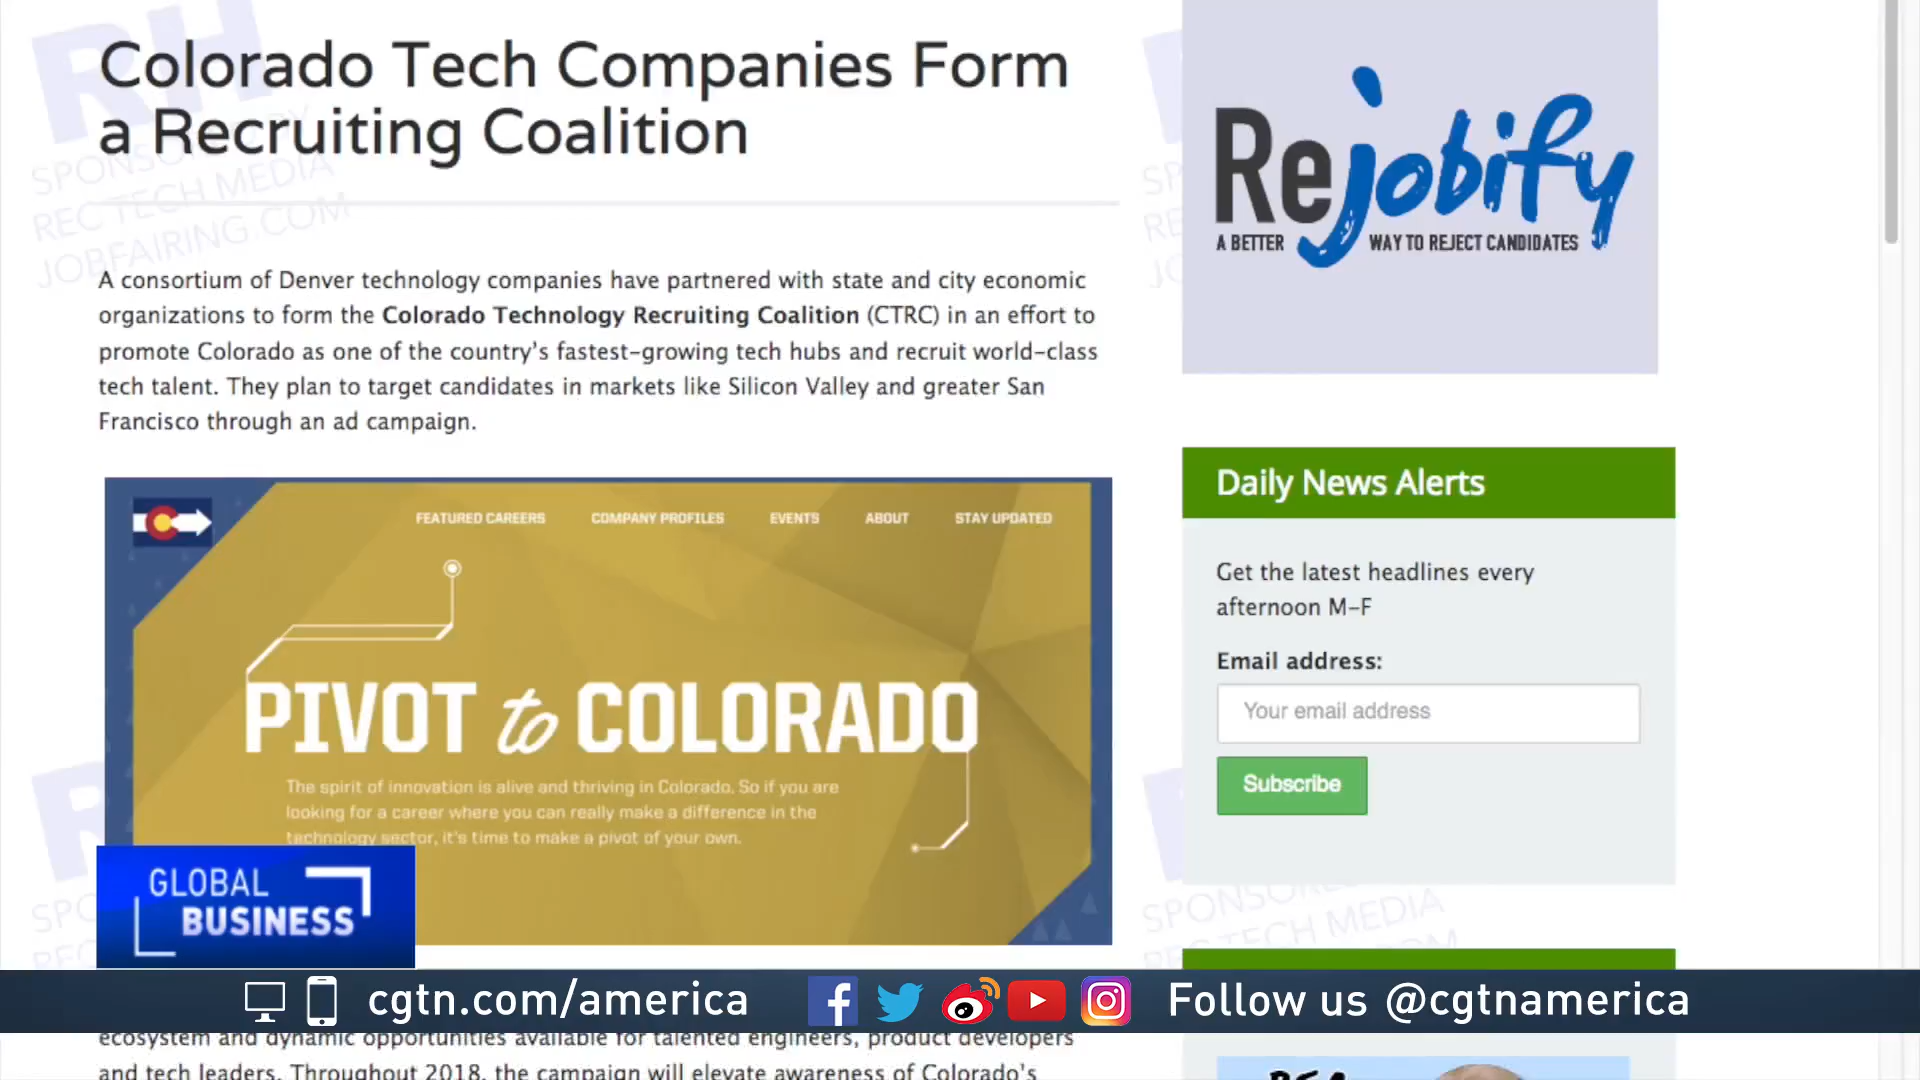 Colorado Tech Companies Form
a Recruiting Coalition
RH
SPONSORED BY
REC TECH MEDIA
JOBFAIRING.COM
A consortium of Denver technology companies have partnered with state and city economic
organizations to form the Colorado Technology Recruiting Coalition (CTRC) in an effort to
promote Colorado as one of the country's fastest-growing tech hubs and recruit world-class
tech talent. They plan to target candidates in markets like Silicon Valley and greater San
Francisco through an ad campaign.
FEATURED CAREERS COMPANY PROFILES EVENTS ABOUT STAY UPDATED
PIVOT to COLORADO
The spirit of innovation is alive and thriving in Colorado. So if you are
looking for a career where you can really make a difference in the
technology sector, it's time to make a pivot of your own.
Rejobify
A BETTER WAY TO REJECT CANDIDATES
Daily News Alerts
Get the latest headlines every
afternoon M-F
Email address:
Your email address
Subscribe
GLOBAL
BUSINESS
cgtn.com/america Follow us @cgtnamerica
ecosystem and dynamic opportunities available for talented engineers, product developers
and tech leaders. Throughout 2018, the campaign will elevate awareness of Colorado's